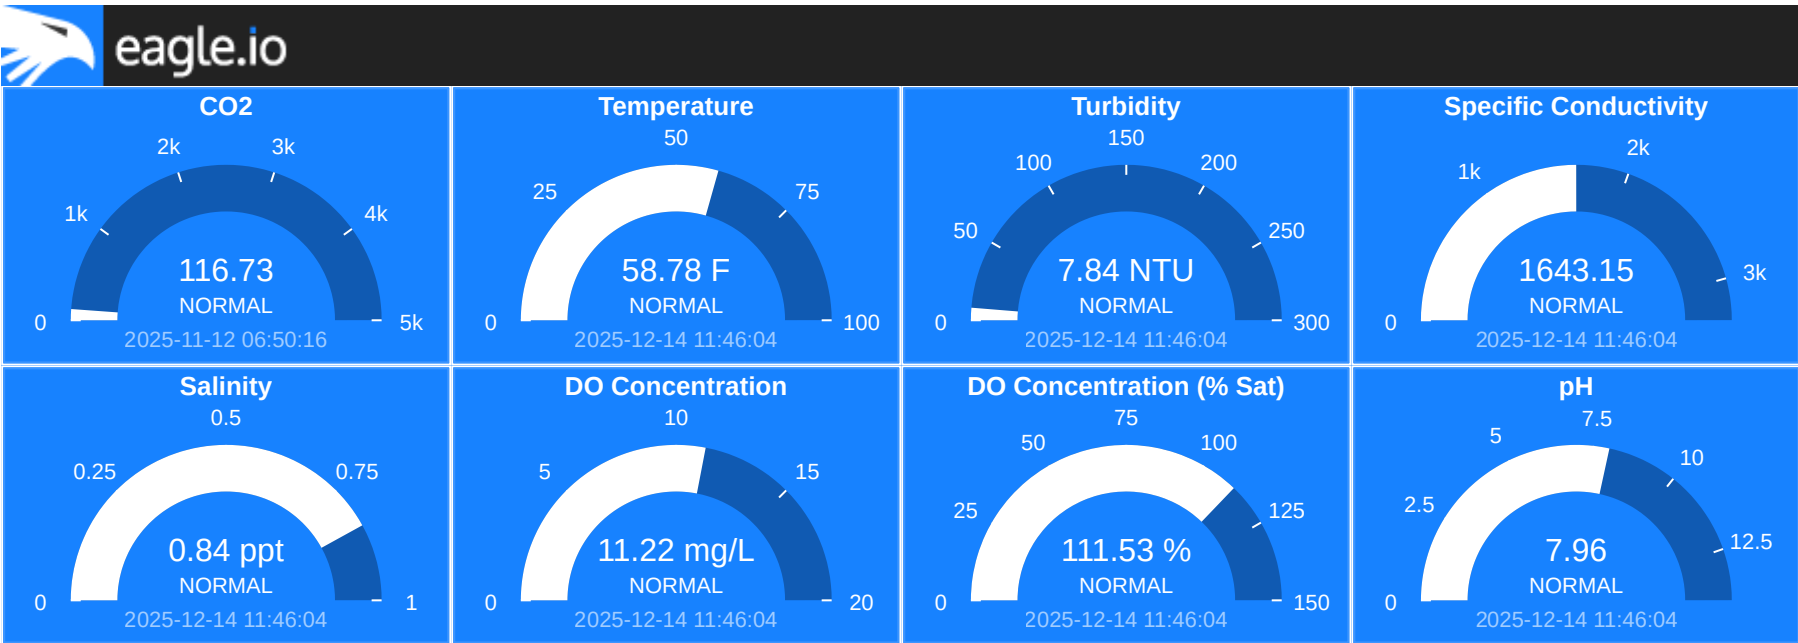 eagle.io
CO2
0
1k
2k
3k
4k
5k
116.73
NORMAL
2025-11-12 06:50:16
Temperature
0
25
50
75
100
58.78 F
NORMAL
2025-12-14 11:46:04
Turbidity
0
50
100
150
200
250
300
7.84 NTU
NORMAL
2025-12-14 11:46:04
Specific Conductivity
0
1k
2k
3k
1643.15
NORMAL
2025-12-14 11:46:04
Salinity
0
0.25
0.5
0.75
1
0.84 ppt
NORMAL
2025-12-14 11:46:04
DO Concentration
0
5
10
15
20
11.22 mg/L
NORMAL
2025-12-14 11:46:04
DO Concentration (% Sat)
0
25
50
75
100
125
150
111.53 %
NORMAL
2025-12-14 11:46:04
pH
0
2.5
5
7.5
10
12.5
7.96
NORMAL
2025-12-14 11:46:04